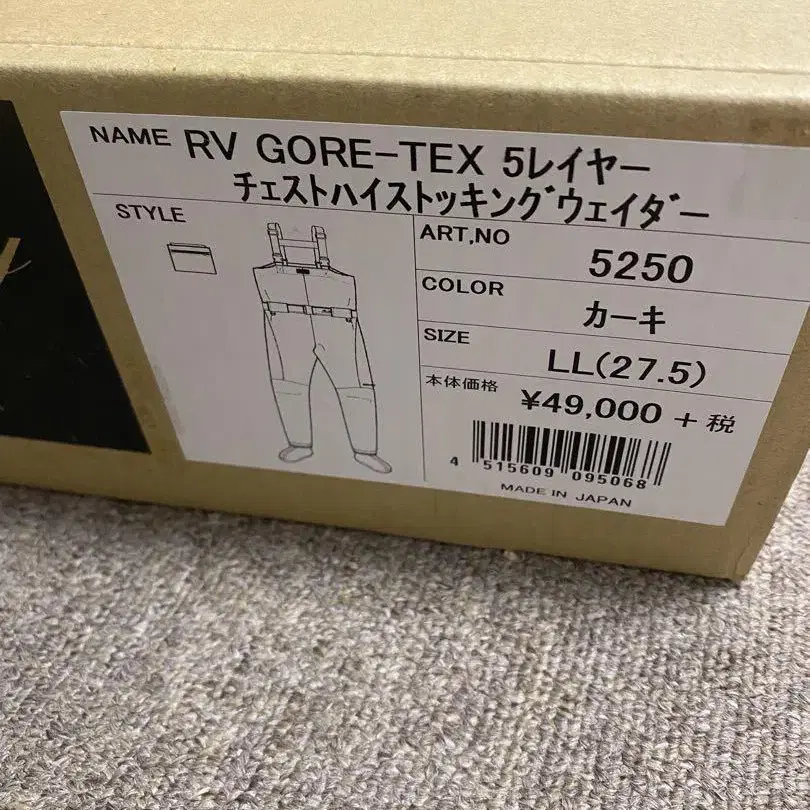 NAME RV GORE-TEX 5レイヤー
チェストハイストッキングウェイダー
STYLE
ART,NO 5250
COLOR カーキ
SIZE LL(27.5)
本体価格 ¥49,000 + 税
4 515609 095068
MADE IN JAPAN